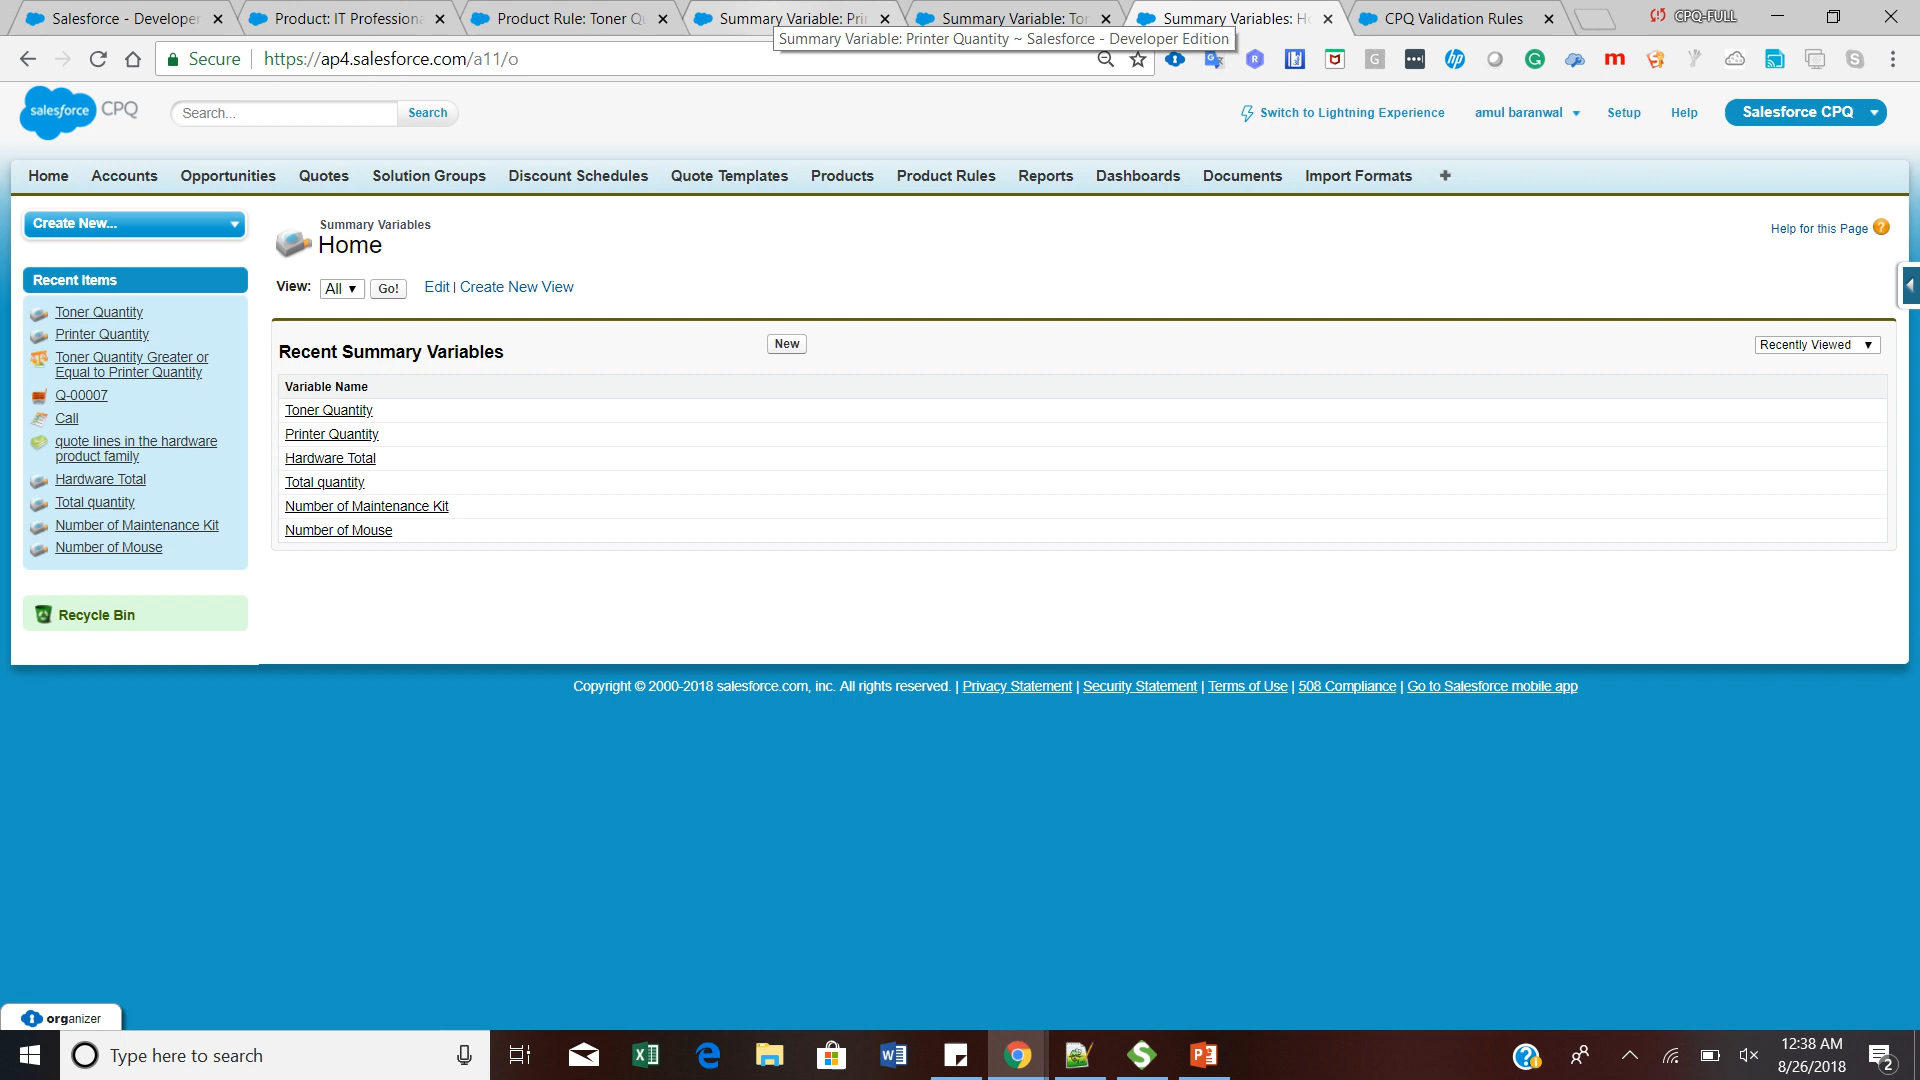 Salesforce - Developer
Product: IT Professiona
Product Rule: Toner Q
Summary Variable: Pri
Summary Variable: To
Summary Variables: H
CPQ Validation Rules
CPQ-FULL
Summary Variable: Printer Quantity ~ Salesforce - Developer Edition
Secure
https://ap4.salesforce.com/a11/o
salesforce CPQ
Search...
Search
Switch to Lightning Experience
amul baranwal
Setup
Help
Salesforce CPQ
Home Accounts Opportunities Quotes Solution Groups Discount Schedules Quote Templates Products Product Rules Reports Dashboards Documents Import Formats +
Create New...
Recent Items
Toner Quantity
Printer Quantity
Toner Quantity Greater or
Equal to Printer Quantity
Q-00007
Call
quote lines in the hardware
product family
Hardware Total
Total quantity
Number of Maintenance Kit
Number of Mouse
Recycle Bin
Summary Variables
Home
Help for this Page
View: All Go! Edit | Create New View
Recent Summary Variables
New
Recently Viewed
Variable Name
Toner Quantity
Printer Quantity
Hardware Total
Total quantity
Number of Maintenance Kit
Number of Mouse
Copyright © 2000-2018 salesforce.com, inc. All rights reserved. | Privacy Statement | Security Statement | Terms of Use | 508 Compliance | Go to Salesforce mobile app
organizer
Type here to search
12:38 AM
8/26/2018
2